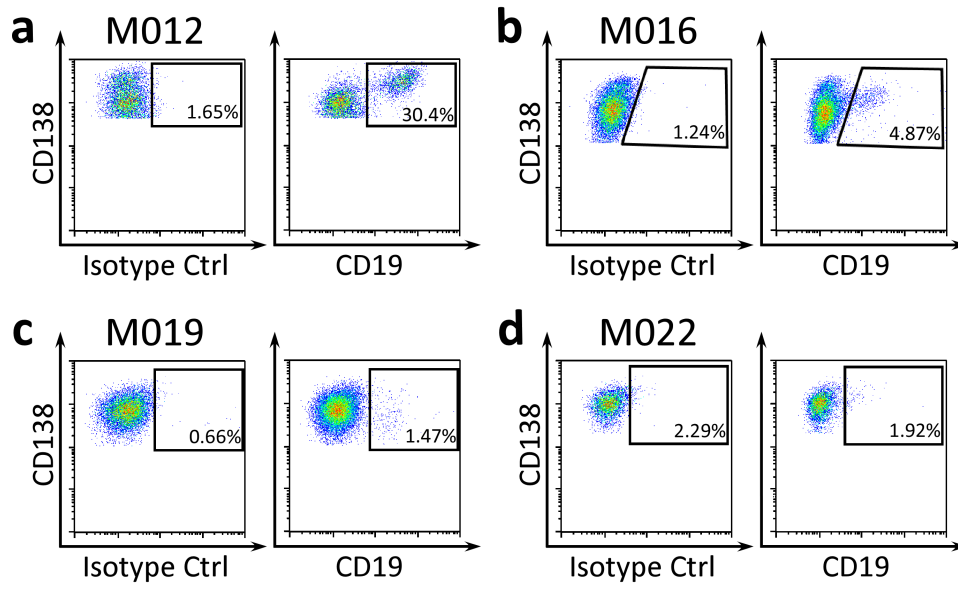 a M012
CD138
1.65%
Isotype Ctrl
30.4%
CD19
b M016
CD138
1.24%
Isotype Ctrl
4.87%
CD19
c M019
CD138
0.66%
Isotype Ctrl
1.47%
CD19
d M022
CD138
2.29%
Isotype Ctrl
1.92%
CD19